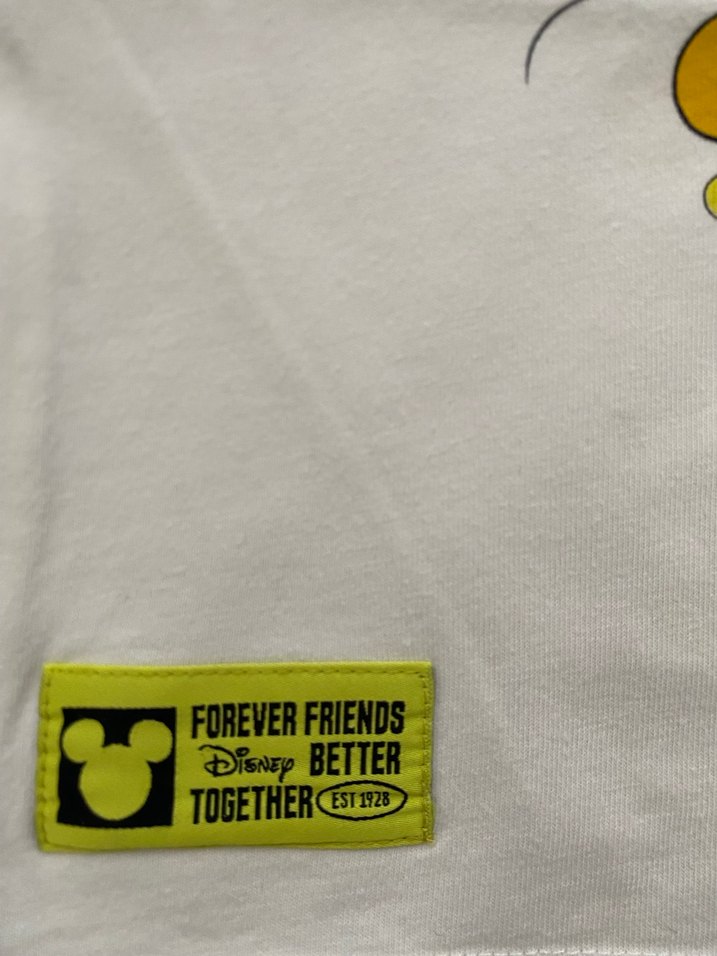 FOREVER FRIENDS
Disney BETTER
TOGETHER EST 1928